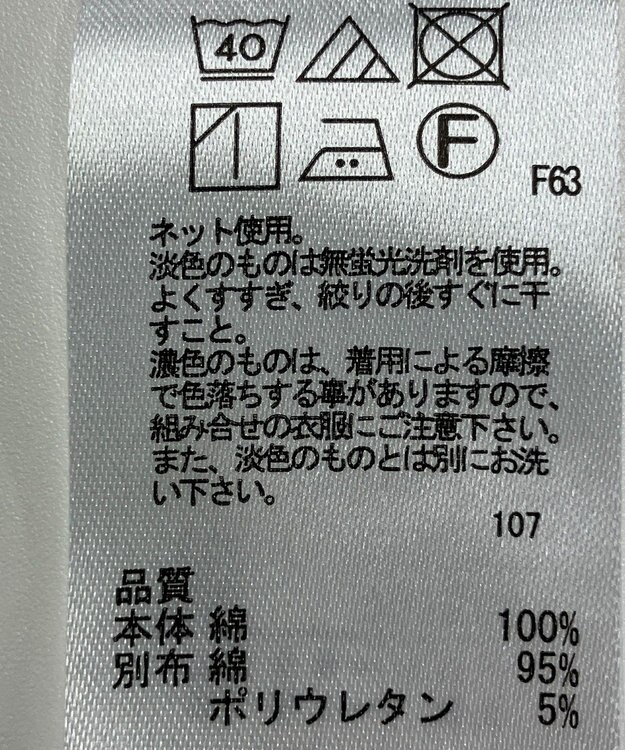 40
F
F63
ネット使用。
淡色のものは無蛍光洗剤を使用。
よくすすぎ、絞りの後すぐに干
すこと。
濃色のものは、着用による摩擦
で色落ちする事がありますので、
組み合せの衣服にご注意下さい。
また、淡色のものとは別にお洗
い下さい。
107
品質
本体 綿 100%
別布 綿 95%
ポリウレタン 5%